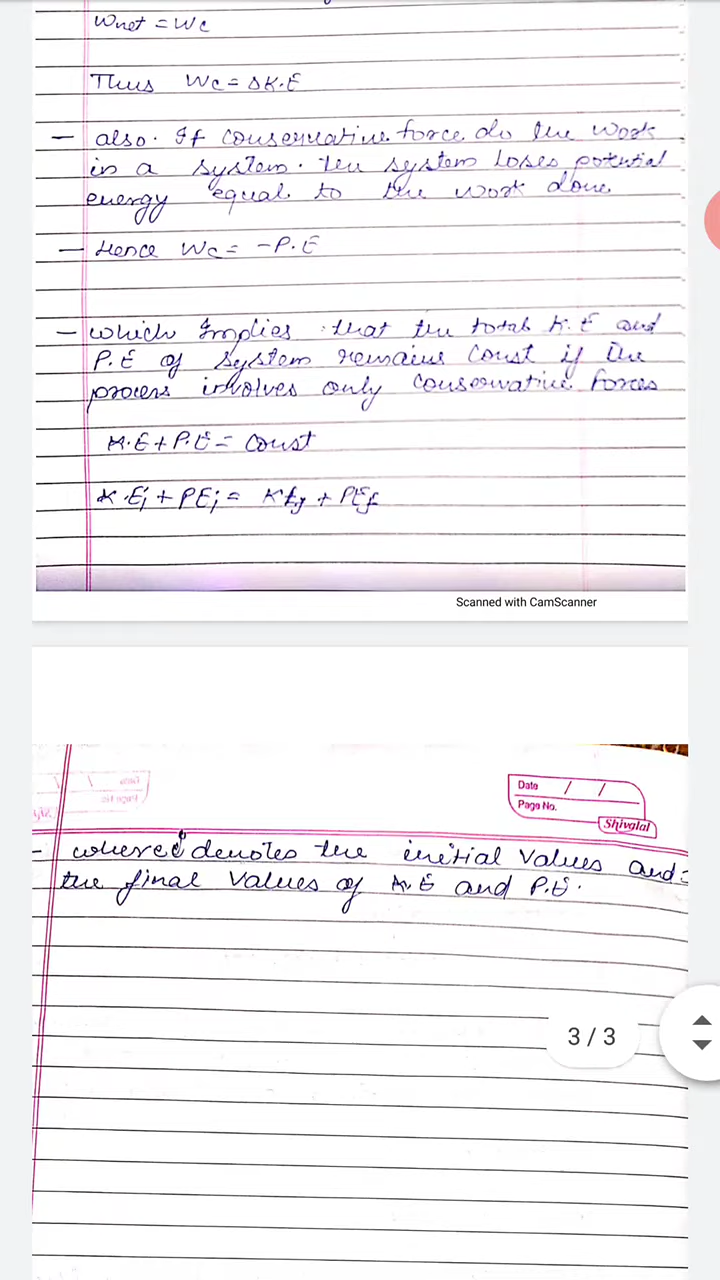 Wnet = Wc
Thus Wc = ΔK.E
- also. If conservative force do the work
in a system. the system loses potential
energy equal to the work done.
- Hence Wc = -P.E
- which Implies that the total K.E and
P.E of system remains const if the
process involves only conservative forces
K.E + P.E = const
K.Ei + PEi = KEf + PEf
Scanned with CamScanner
Date / /
Page No.
Shivalal
- where i denotes the initial values and
the final values of K.E and P.E.
3 / 3